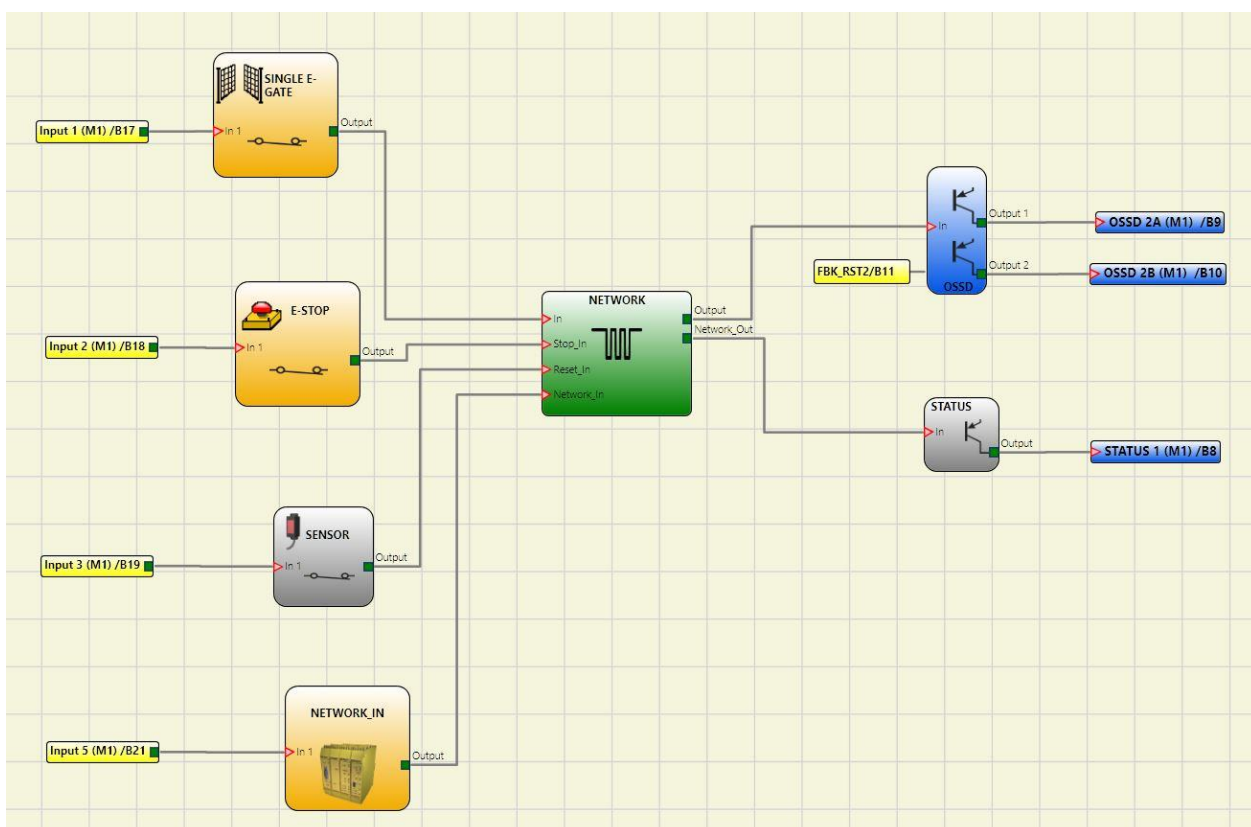 SINGLE E-
GATE
Input 1 (M1) /B17
In 1
Output
E-STOP
Input 2 (M1) /B18
In 1
Output
SENSOR
Input 3 (M1) /B19
In 1
Output
NETWORK_IN
Input 5 (M1) /B21
In 1
Output
NETWORK
In
Stop_In
Reset_In
Network_In
Output
Network_Out
In
Output 1
Output 2
OSSD
FBK_RST2/B11
OSSD 2A (M1) /B9
OSSD 2B (M1) /B10
STATUS
In
Output
STATUS 1 (M1) /B8